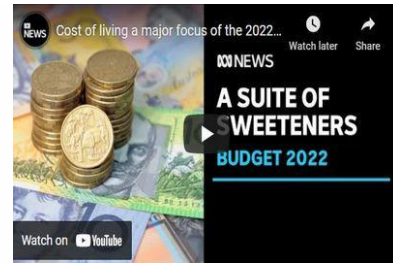 NEWS
Cost of living a major focus of the 2022...
Watch later
Share
NEWS
A SUITE OF
SWEETENERS
BUDGET 2022
Watch on YouTube